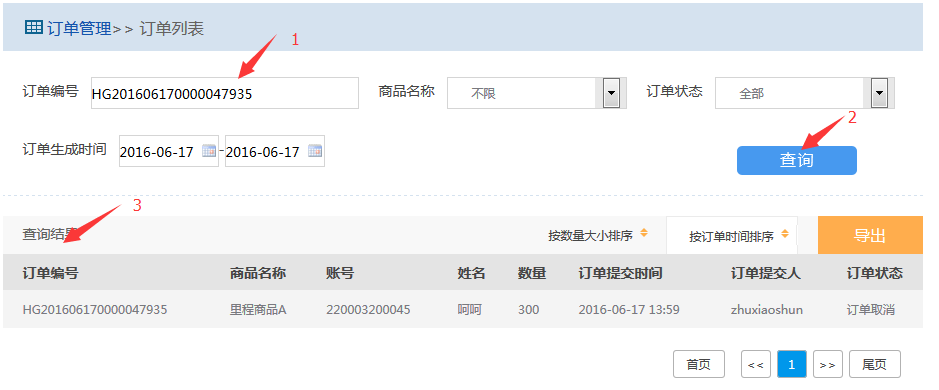 订单管理>> 订单列表
1
订单编号 HG201606170000047935 商品名称 不限 订单状态 全部
2
订单生成时间 2016-06-17 - 2016-06-17 查询
3
查询结果 按数量大小排序 按订单时间排序 导出
订单编号 商品名称 账号 姓名 数量 订单提交时间 订单提交人 订单状态
HG201606170000047935 里程商品A 220003200045 呵呵 300 2016-06-17 13:59 zhuxiaoshun 订单取消
首页 << 1 >> 尾页